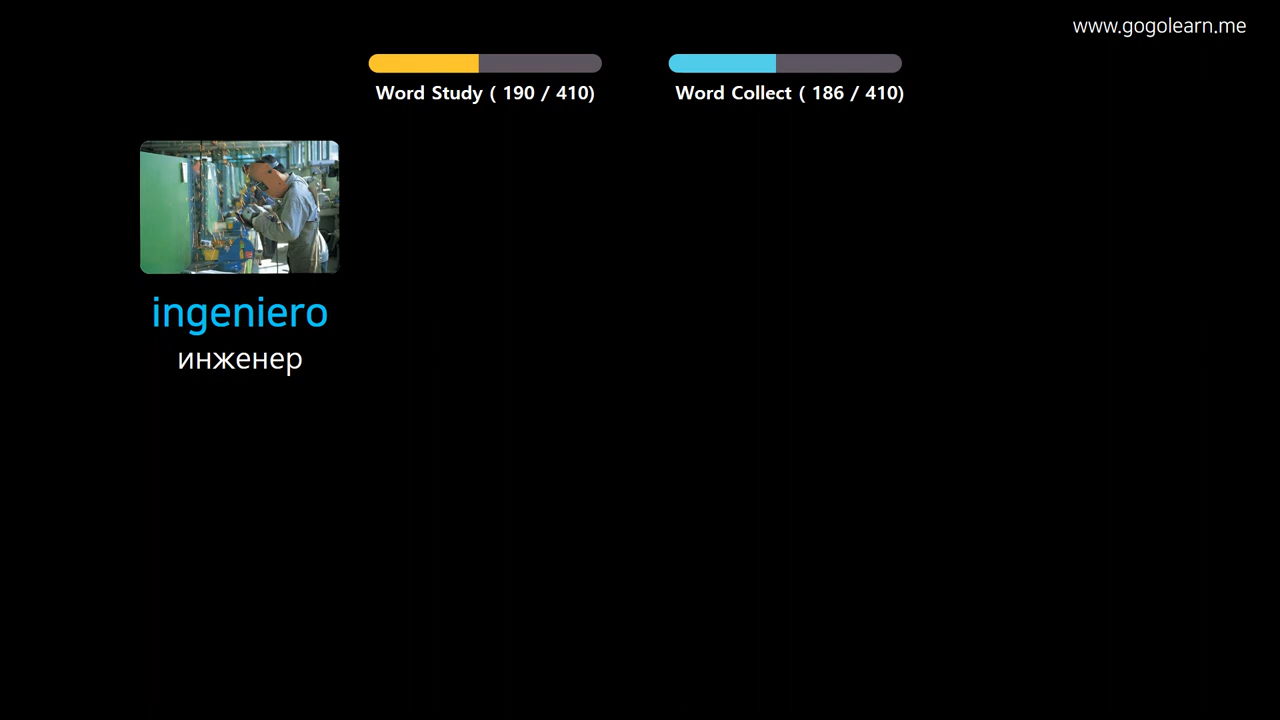 www.gogolearn.me
Word Study ( 190 / 410)
Word Collect ( 186 / 410)
ingeniero
инженер